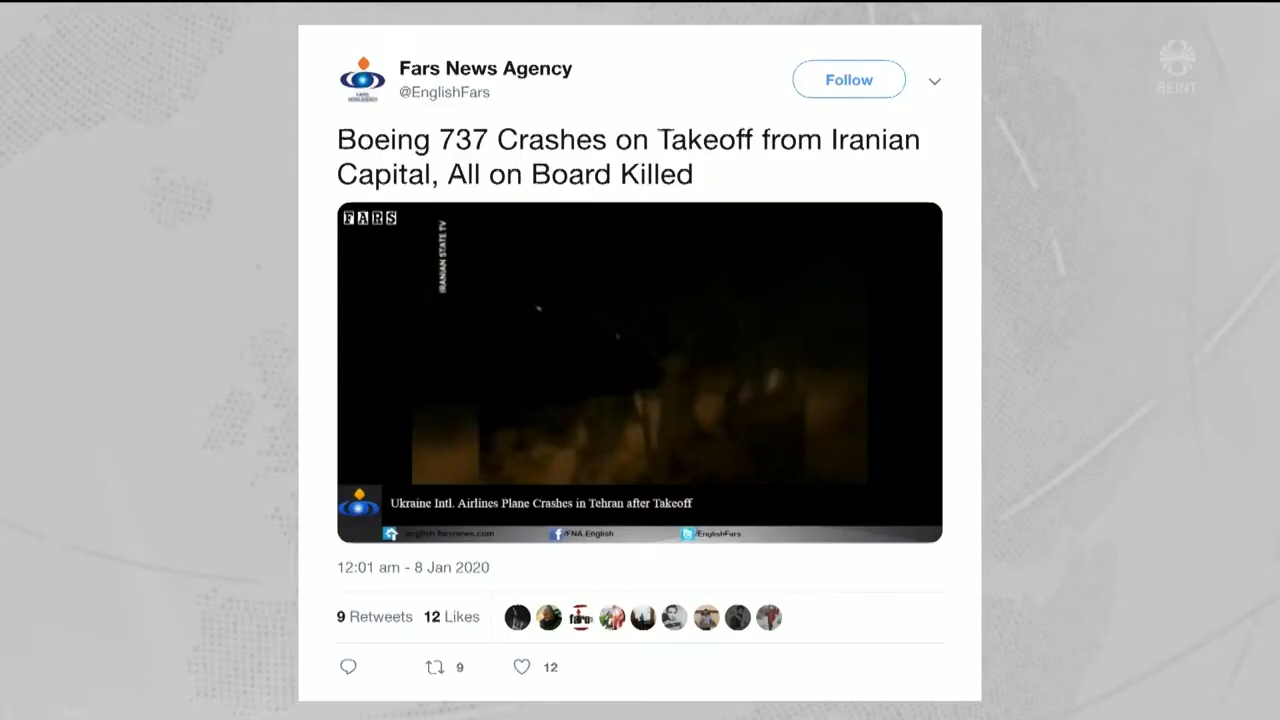 BEINT
Fars News Agency
@EnglishFars
Follow
Boeing 737 Crashes on Takeoff from Iranian
Capital, All on Board Killed
FARS
IRANIAN STATE TV
Ukraine Intl. Airlines Plane Crashes in Tehran after Takeoff
english.farsnews.com
/FNA.English
/EnglishFars
12:01 am - 8 Jan 2020
9 Retweets 12 Likes
9 12